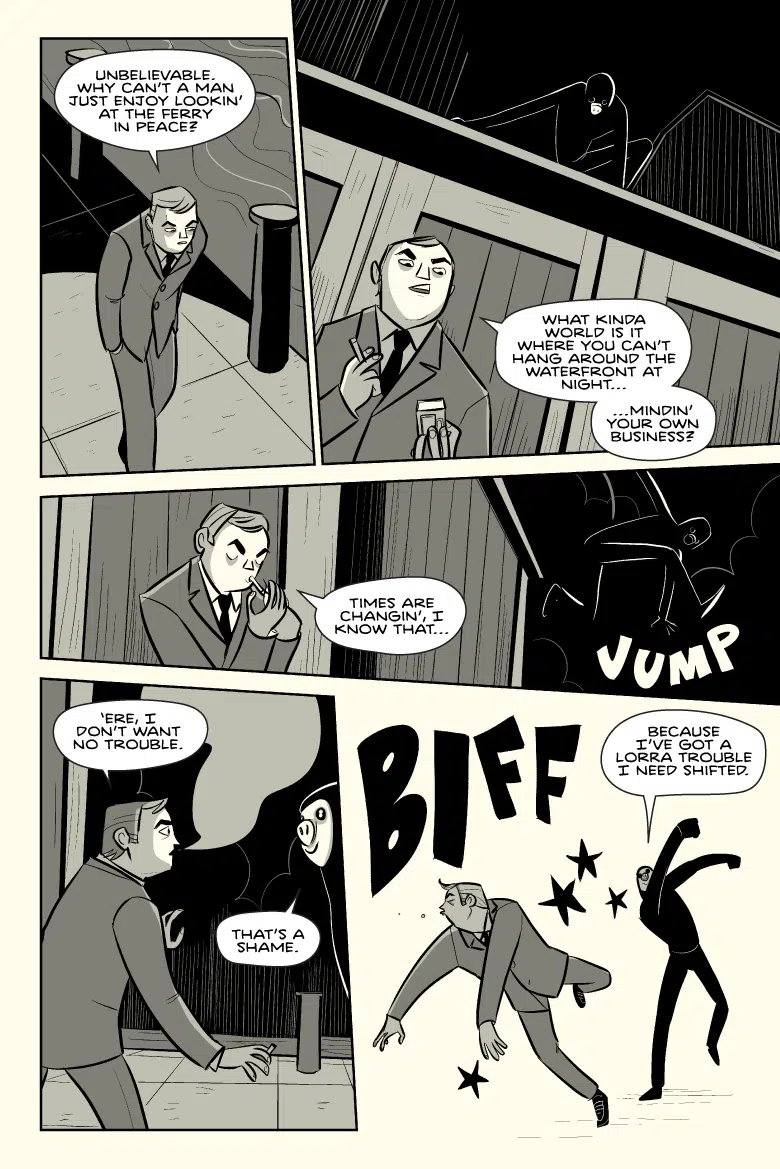 UNBELIEVABLE.
WHY CAN'T A MAN
JUST ENJOY LOOKIN'
AT THE FERRY
IN PEACE?
WHAT KINDA
WORLD IS IT
WHERE YOU CAN'T
HANG AROUND THE
WATERFRONT AT
NIGHT...
...MINDIN'
YOUR OWN
BUSINESS?
TIMES ARE
CHANGIN', I
KNOW THAT...
JUMP
'ERE, I
DON'T WANT
NO TROUBLE.
THAT'S A
SHAME.
BIFF
BECAUSE
I'VE GOT A
LORRA TROUBLE
I NEED SHIFTED.